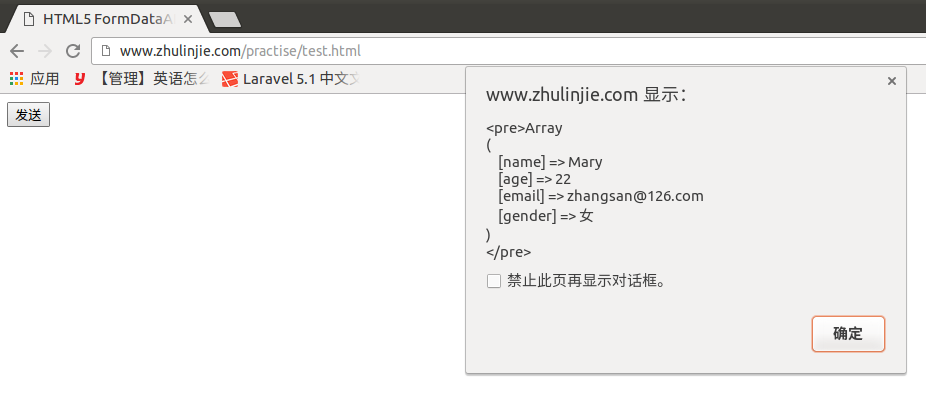 HTML5 FormDataA
www.zhulinjie.com/practise/test.html
应用 【管理】英语怎么 Laravel 5.1 中文文
发送
www.zhulinjie.com 显示：
<pre>Array
(
[name] => Mary
[age] => 22
[email] => zhangsan@126.com
[gender] => 女
)
</pre>
禁止此页再显示对话框。
确定